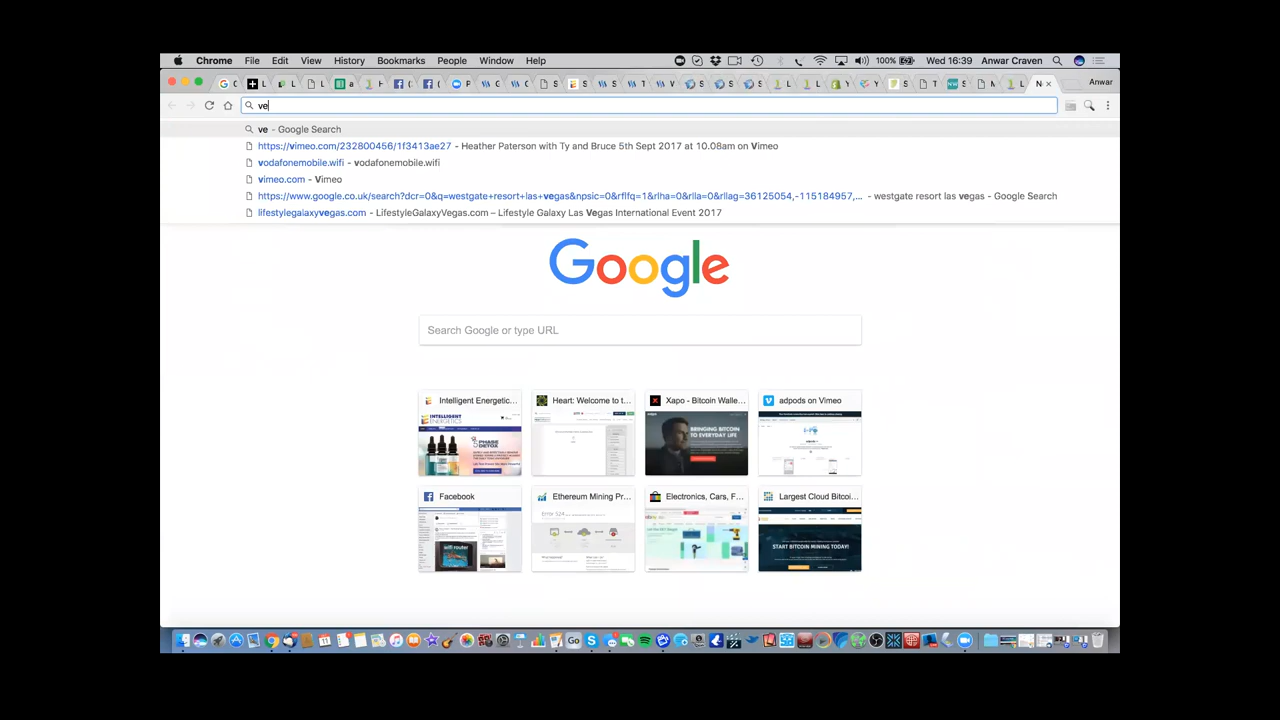 Chrome File Edit View History Bookmarks People Window Help 100% Wed 16:39 Anwar Craven
Anwar
ve
ve - Google Search
https://vimeo.com/232800456/1f3413ae27 - Heather Paterson with Ty and Bruce 5th Sept 2017 at 10.08am on Vimeo
vodafonemobile.wifi - vodafonemobile.wifi
vimeo.com - Vimeo
https://www.google.co.uk/search?dcr=0&q=westgate+resort+las+vegas&npsic=0&rflfq=1&rlha=0&rllag=36125054,-115184957,... - westgate resort las vegas - Google Search
lifestylegalaxyvegas.com - LifestyleGalaxyVegas.com – Lifestyle Galaxy Las Vegas International Event 2017
Google
Search Google or type URL
Intelligent Energetic... Heart: Welcome to t... Xapo - Bitcoin Walle... adpods on Vimeo
INTELLIGENT ENERGETICS
PHASE DETOX
BRINGING BITCOIN TO EVERYDAY LIFE
Facebook Ethereum Mining Pr... Electronics, Cars, F... Largest Cloud Bitcoi...
wifi router
START BITCOIN MINING TODAY!